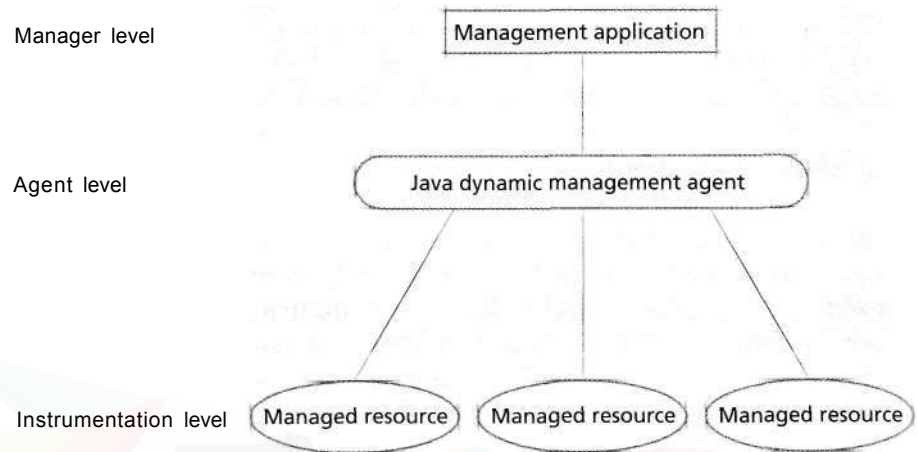 Manager level
Management application
Agent level
Java dynamic management agent
Instrumentation level
Managed resource
Managed resource
Managed resource